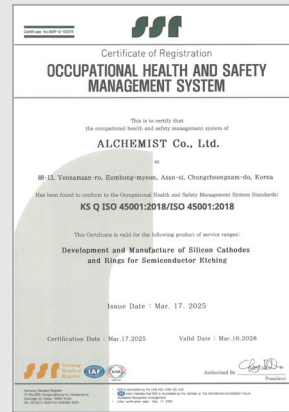 SSR
Certificate of Registration
OCCUPATIONAL HEALTH AND SAFETY
MANAGEMENT SYSTEM
This is to certify that
the occupational health and safety management system of
ALCHEMIST Co., Ltd.
at
68-13, Yeonamsan-ro, Eumbong-myeon, Asan-si, Chungcheongnam-do, Korea
Has been found to conform to the Occupational Health and Safety Management System Standards:
KS Q ISO 45001:2018/ISO 45001:2018
This Certificate is valid for the following product of service ranges:
Development and Manufacture of Silicon Cathodes
and Rings for Semiconductor Etching
Issue Date : Mar. 17. 2025
Certification Date : Mar.17.2025 Valid Date : Mar.16.2028
Authorised By
President
IAF